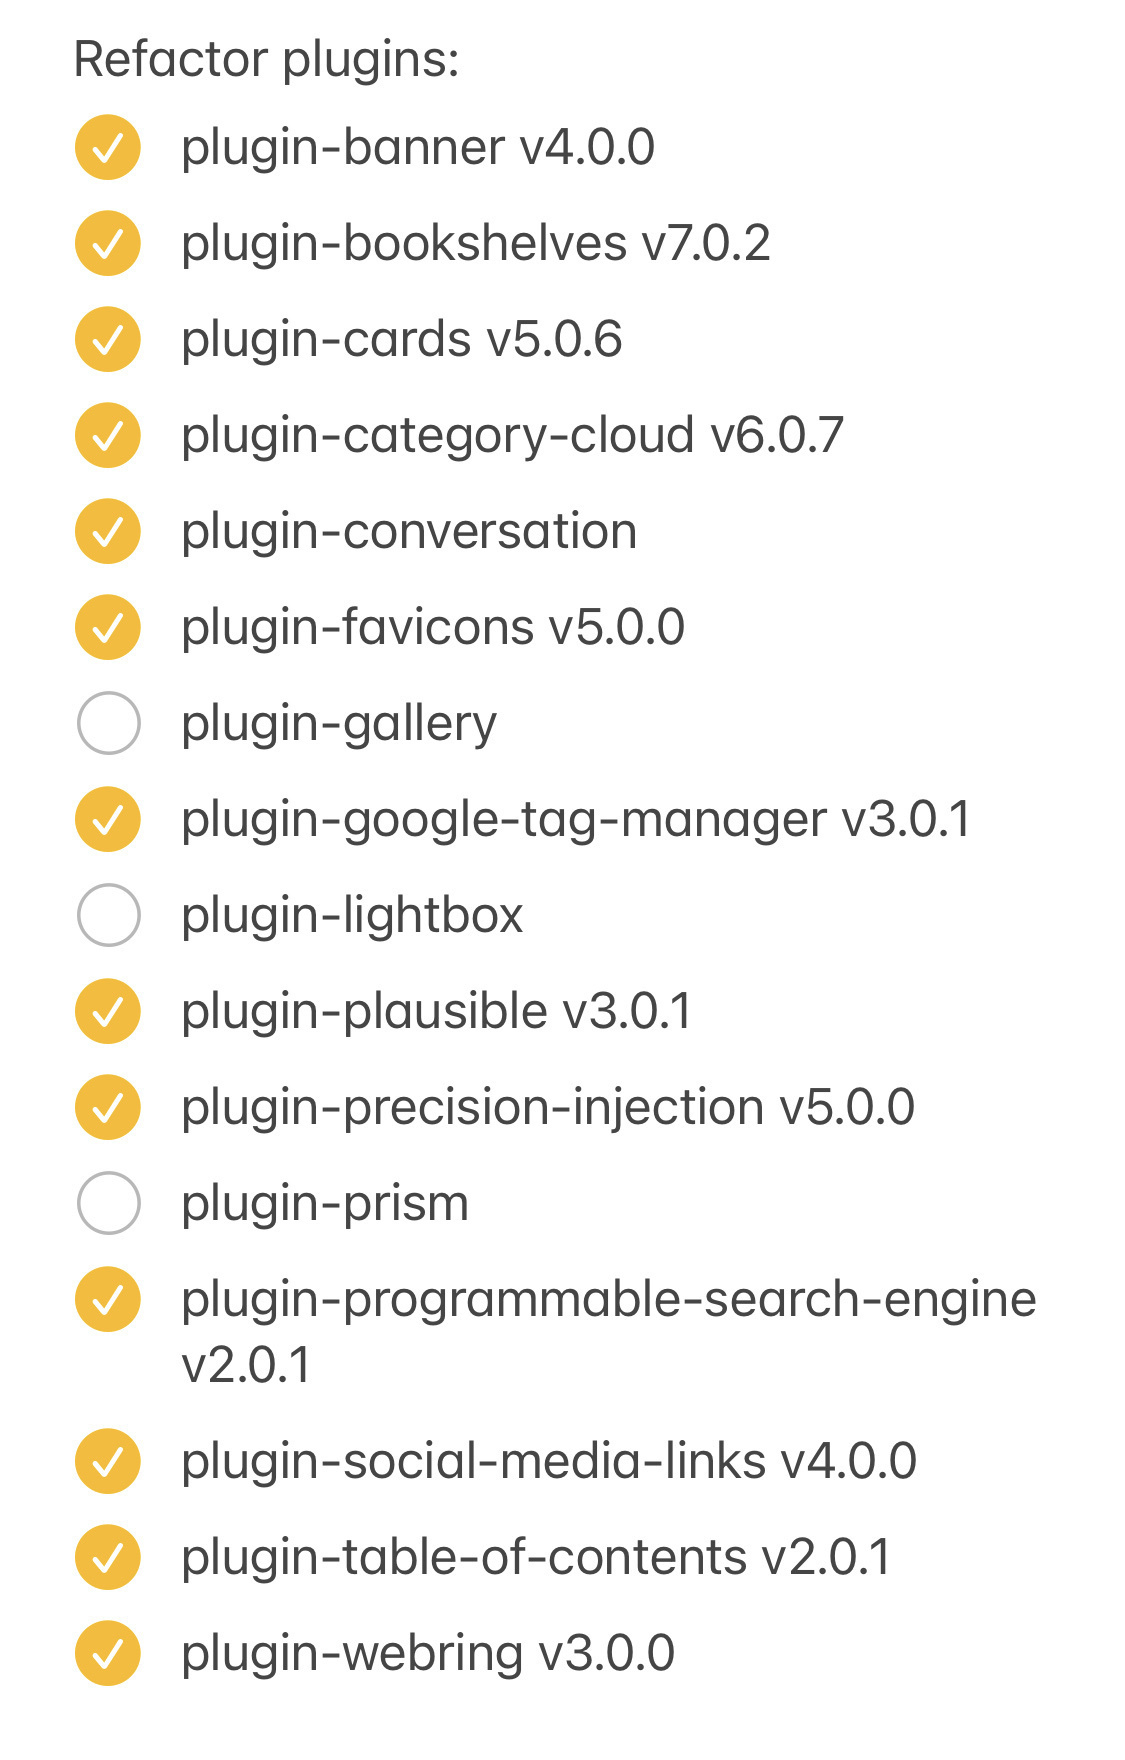 Refactor plugins:
plugin-banner v4.0.0
plugin-bookshelves v7.0.2
plugin-cards v5.0.6
plugin-category-cloud v6.0.7
plugin-conversation
plugin-favicons v5.0.0
plugin-gallery
plugin-google-tag-manager v3.0.1
plugin-lightbox
plugin-plausible v3.0.1
plugin-precision-injection v5.0.0
plugin-prism
plugin-programmable-search-engine
v2.0.1
plugin-social-media-links v4.0.0
plugin-table-of-contents v2.0.1
plugin-webring v3.0.0